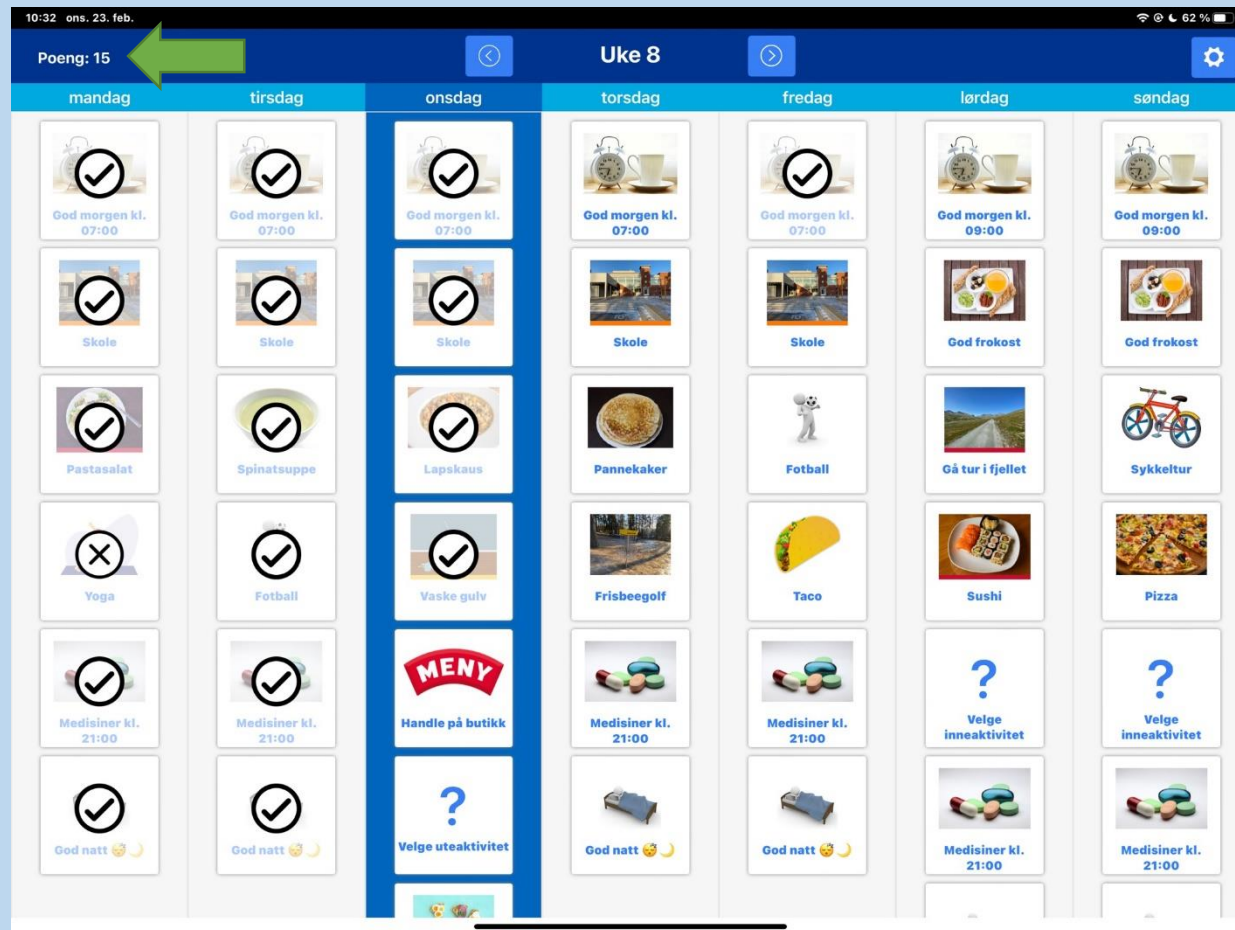 10:32 ons. 23. feb.
62 %
Poeng: 15
Uke 8
mandag
tirsdag
onsdag
torsdag
fredag
lørdag
søndag
God morgen kl.
07:00
God morgen kl.
07:00
God morgen kl.
07:00
God morgen kl.
07:00
God morgen kl.
07:00
God morgen kl.
09:00
God morgen kl.
09:00
Skole
Skole
Skole
Skole
Skole
God frokost
God frokost
Pastasalat
Spinatsuppe
Lapskaus
Pannekaker
Fotball
Gå tur i fjellet
Sykkeltur
Yoga
Fotball
Vaske gulv
Frisbeegolf
Taco
Sushi
Pizza
Medisiner kl.
21:00
Medisiner kl.
21:00
MENY
Handle på butikk
Medisiner kl.
21:00
Medisiner kl.
21:00
?
Velge
inneaktivitet
?
Velge
inneaktivitet
God natt 😴🌙
God natt 😴🌙
?
Velge uteaktivitet
God natt 😴🌙
God natt 😴🌙
Medisiner kl.
21:00
Medisiner kl.
21:00